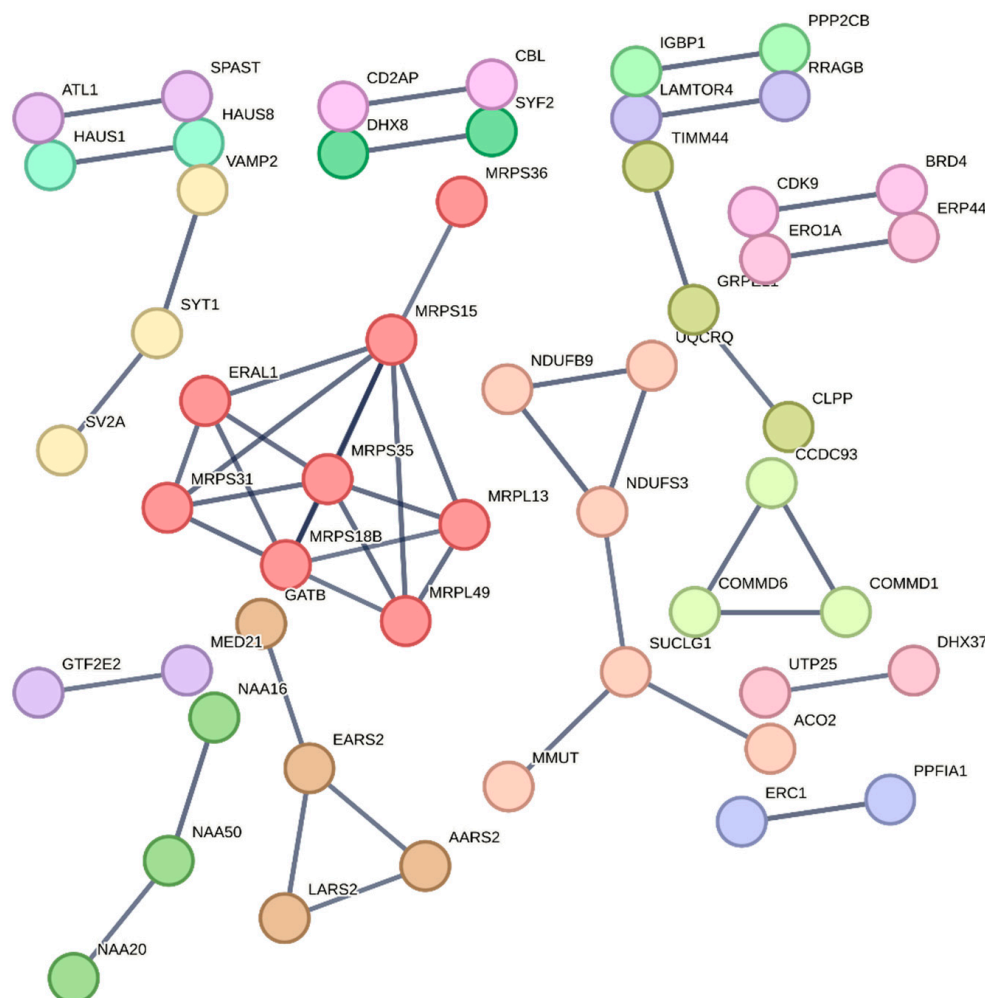 PPP2CB
IGBP1
CBL
SPAST
CD2AP
RRAGB
ATL1
LAMTOR4
SYF2
HAUS8
DHX8
HAUS1
TIMM44
VAMP2
BRD4
MRPS36
CDK9
ERP44
ERO1A
GRPEL1
SYT1
MRPS15
UQCRQ
NDUFB9
ERAL1
CLPP
SV2A
MRPS35
CCDC93
MRPS31
NDUFS3
MRPL13
MRPS18B
COMMD6
COMMD1
GATB
MRPL49
MED21
SUCLG1
DHX37
GTF2E2
UTP25
NAA16
ACO2
EARS2
MMUT
PPFIA1
ERC1
NAA50
AARS2
LARS2
NAA20